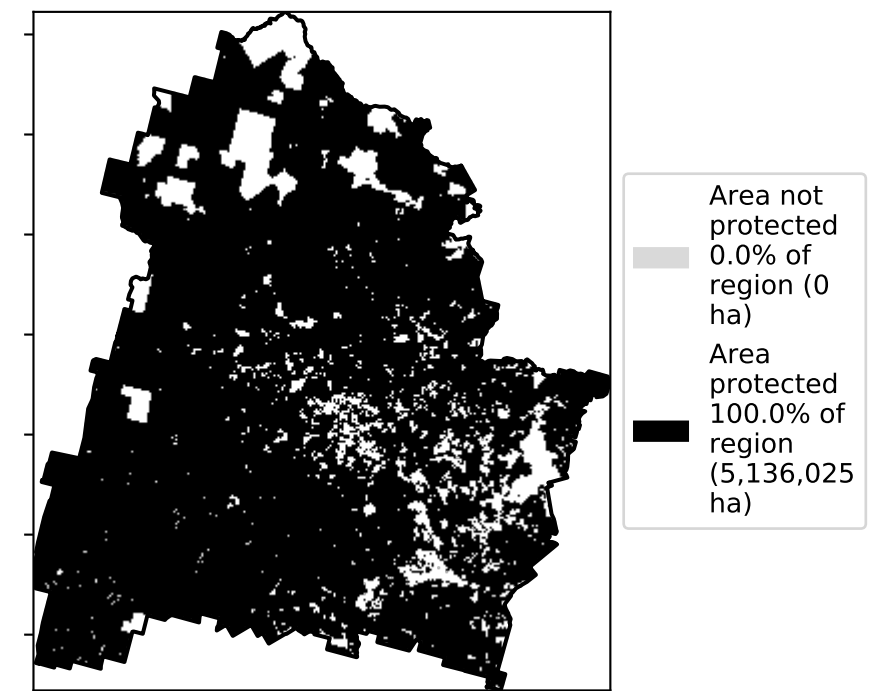 Area not
protected
0.0% of
region (0
ha)
Area
protected
100.0% of
region
(5,136,025
ha)